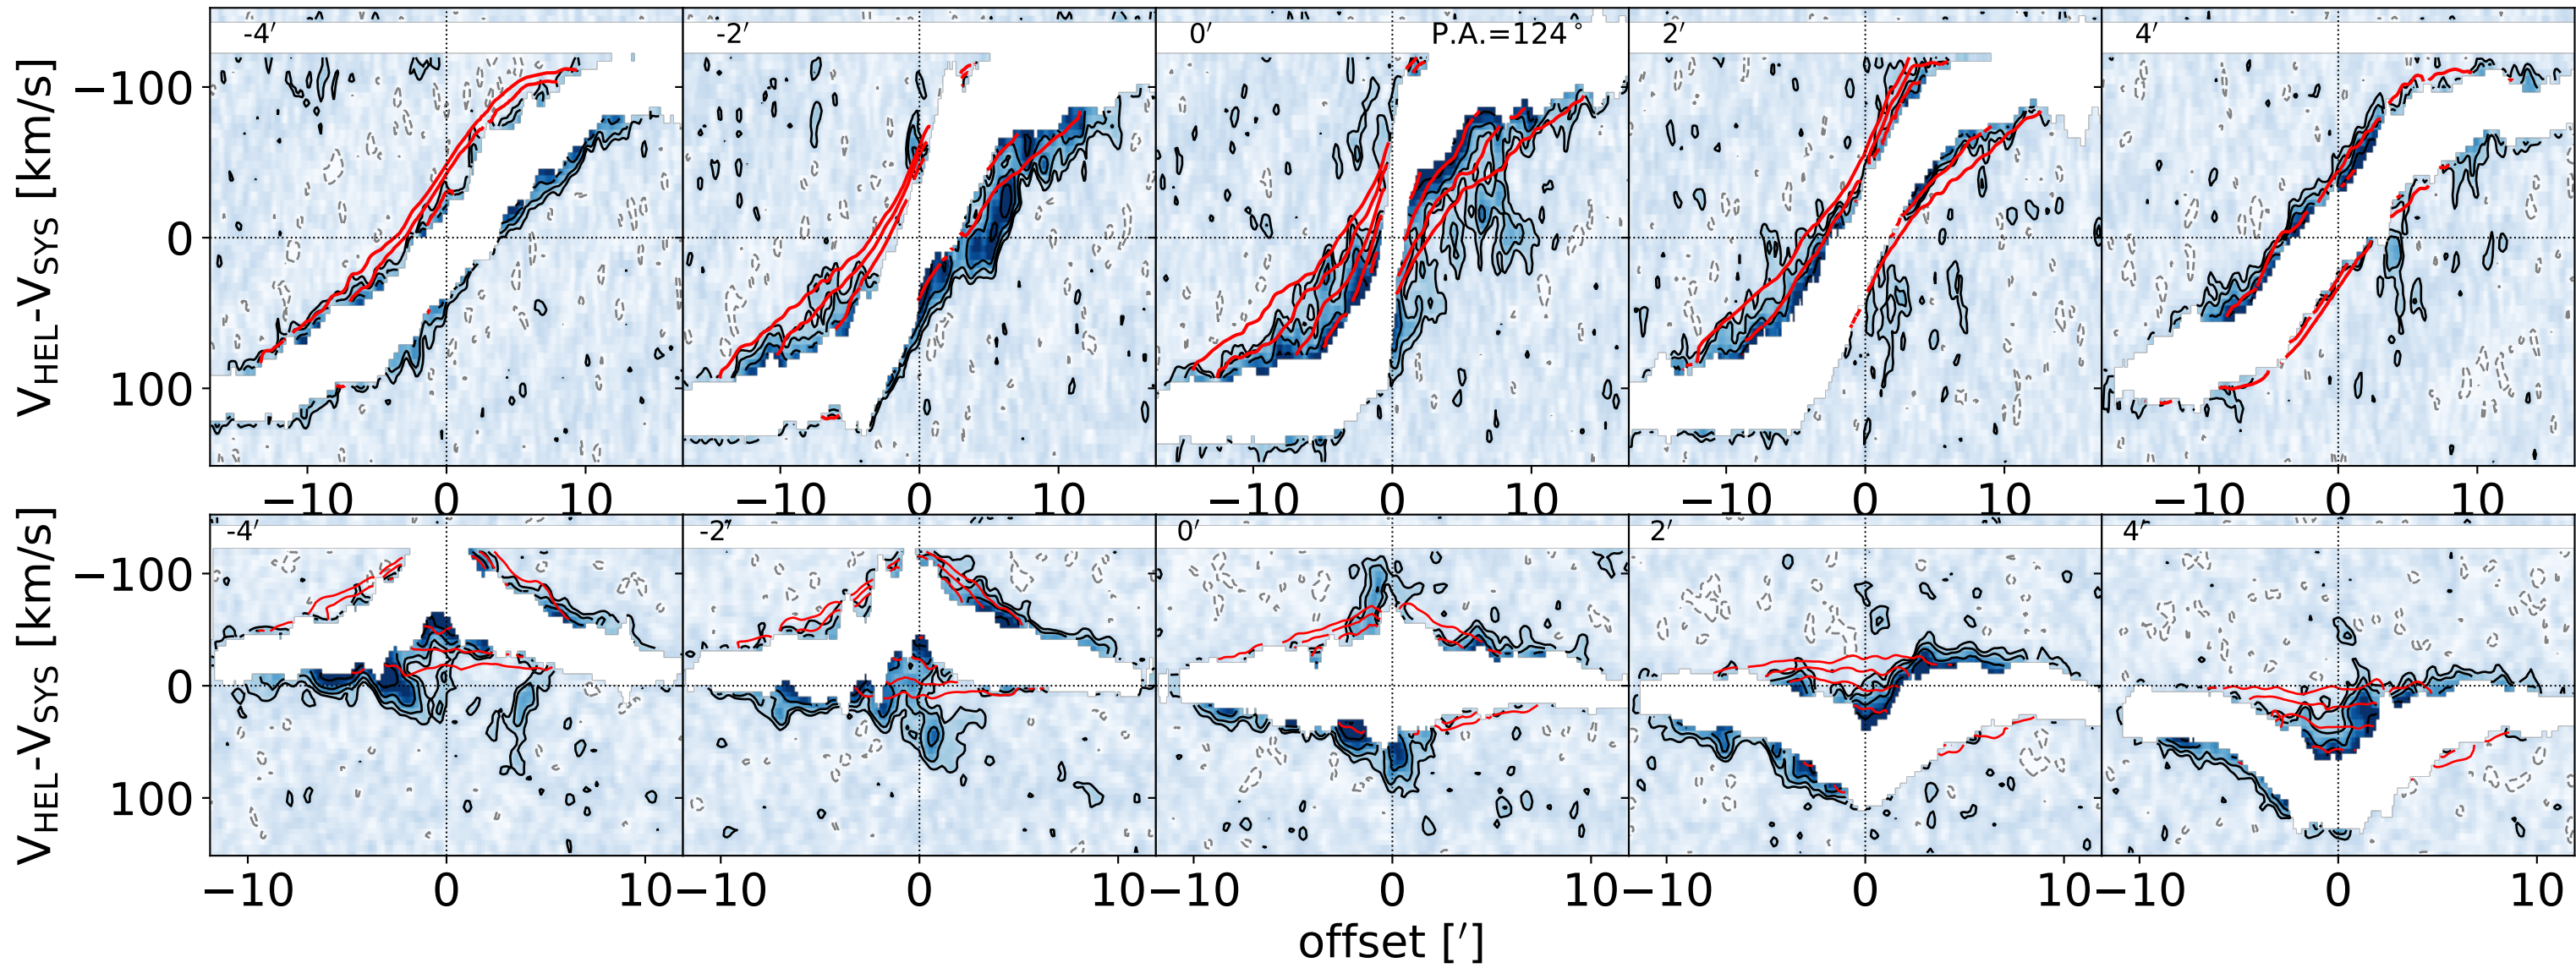 -4′ -2′ 0′ P.A.=124° 2′ 4′
V_HEL-V_SYS [km/s]
−100
0
100
−10 0 10 −10 0 10 −10 0 10 −10 0 10 −10 0 10
-4′ -2′ 0′ 2′ 4′
V_HEL-V_SYS [km/s]
−100
0
100
−10 0 10 −10 0 10 −10 0 10 −10 0 10 −10 0 10
offset [′]